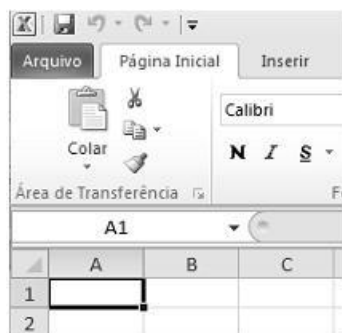 Arquivo Página Inicial Inserir
Calibri
Colar
N I S
Área de Transferência F
A1
A B C
1
2